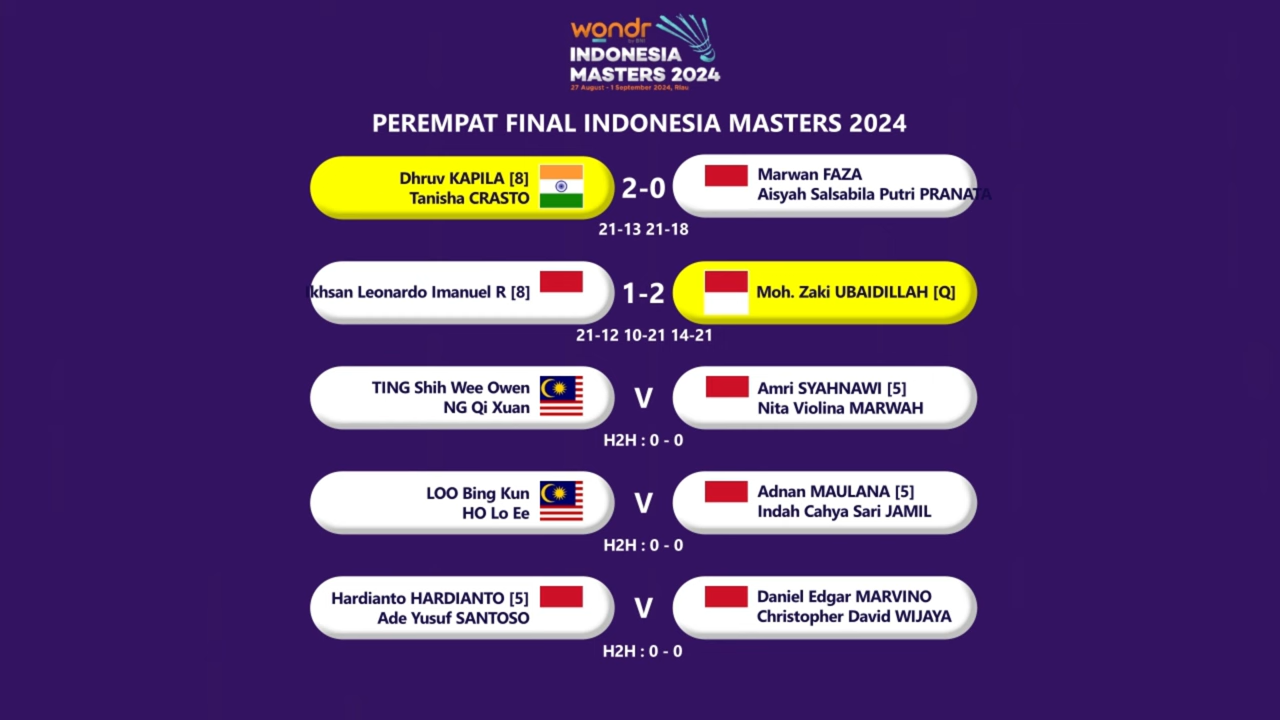 wondr
by BNI
INDONESIA
MASTERS 2024
27 August - 1 September 2024, Riau
PEREMPAT FINAL INDONESIA MASTERS 2024
Dhruv KAPILA [8]
Tanisha CRASTO
2-0
Marwan FAZA
Aisyah Salsabila Putri PRANATA
21-13 21-18
Ikhsan Leonardo Imanuel R [8]
1-2
Moh. Zaki UBAIDILLAH [Q]
21-12 10-21 14-21
TING Shih Wee Owen
NG Qi Xuan
V
Amri SYAHNAWI [5]
Nita Violina MARWAH
H2H : 0 - 0
LOO Bing Kun
HO Lo Ee
V
Adnan MAULANA [5]
Indah Cahya Sari JAMIL
H2H : 0 - 0
Hardianto HARDIANTO [5]
Ade Yusuf SANTOSO
V
Daniel Edgar MARVINO
Christopher David WIJAYA
H2H : 0 - 0